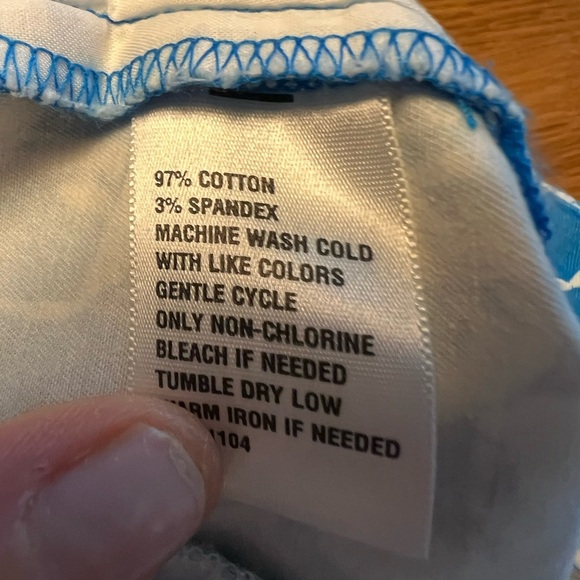 97% COTTON
3% SPANDEX
MACHINE WASH COLD
WITH LIKE COLORS
GENTLE CYCLE
ONLY NON-CHLORINE
BLEACH IF NEEDED
TUMBLE DRY LOW
WARM IRON IF NEEDED
1104